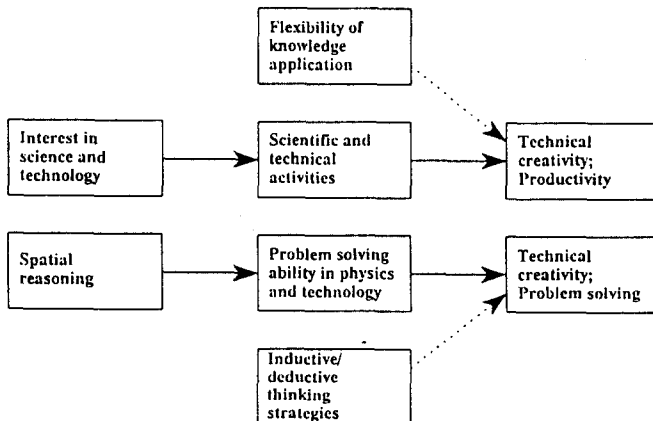 Flexibility of
knowledge
application
Interest in
science and
technology
Scientific and
technical
activities
Technical
creativity;
Productivity
Spatial
reasoning
Problem solving
ability in physics
and technology
Technical
creativity;
Problem solving
Inductive/
deductive
thinking
strategies